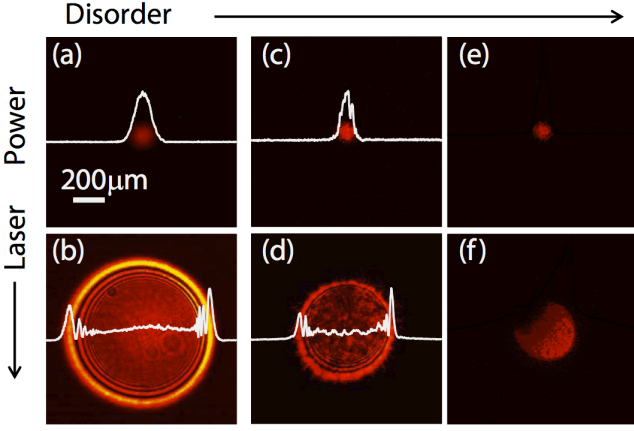 Disorder
(a)
(c)
(e)
Power
200μm
(b)
(d)
(f)
Laser